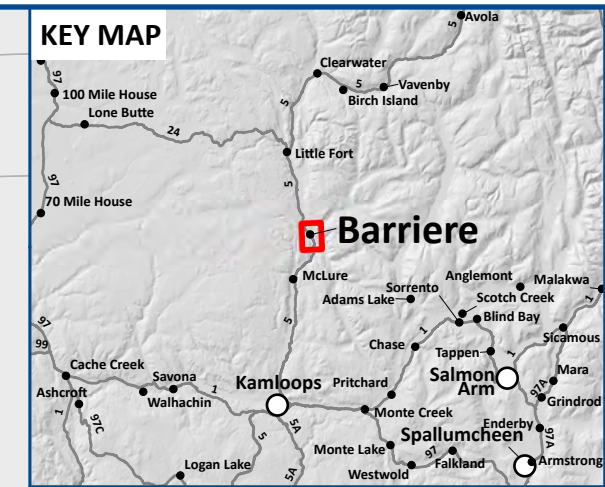 KEY MAP
Avola
5
Clearwater
97
5
Vavenby
100 Mile House
Birch Island
Lone Butte
5
24
Little Fort
97
5
70 Mile House
Barriere
McLure
Anglemont
Malakwa
Sorrento
Adams Lake
Scotch Creek
1
Blind Bay
5
97
1
Sicamous
99
Chase
Tappen
1
Cache Creek
Savona
Kamloops
Pritchard
Salmon
Arm
Mara
97A
Ashcroft
1
Walhachin
Grindrod
Monte Creek
1
97C
5A
Enderby
Spallumcheen
97A
5
Monte Lake
97
Falkland
Armstrong
Logan Lake
5A
Westwold